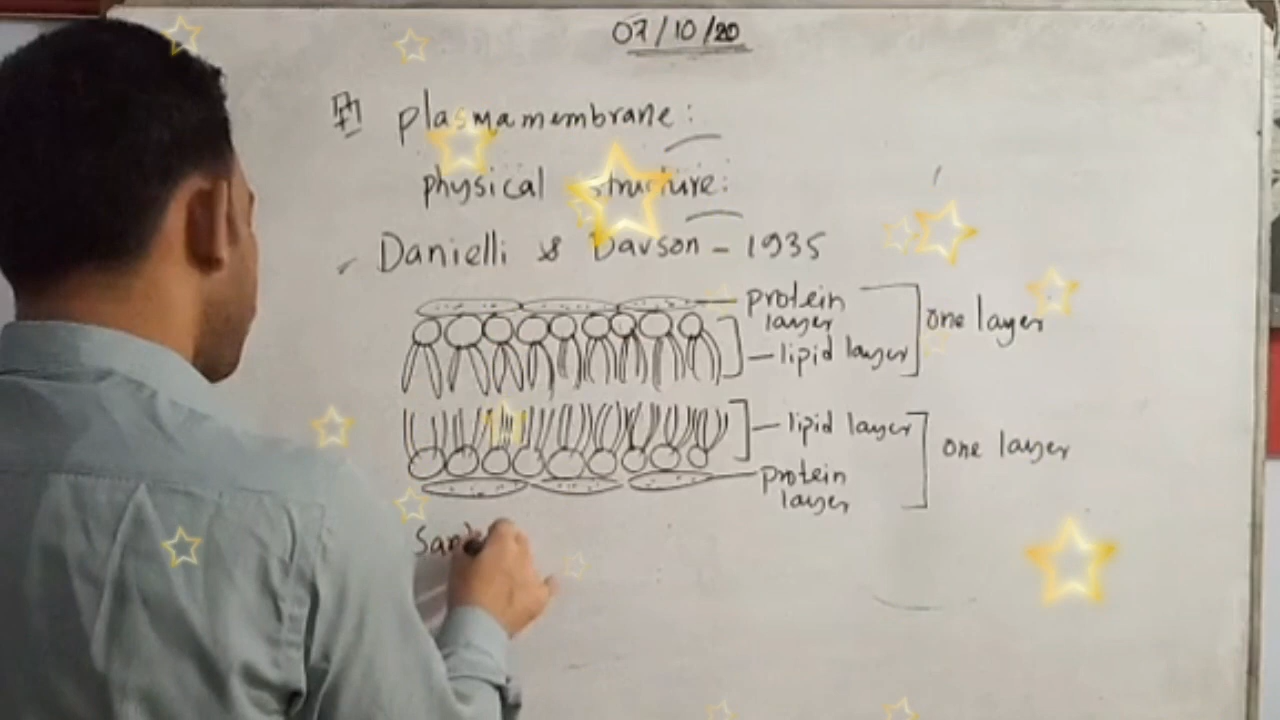 07/10/20
plasmamembrane:
physical structure:
Danielli & Davson - 1935
protein
layer
lipid layer
one layer
lipid layer
one layer
protein
layer